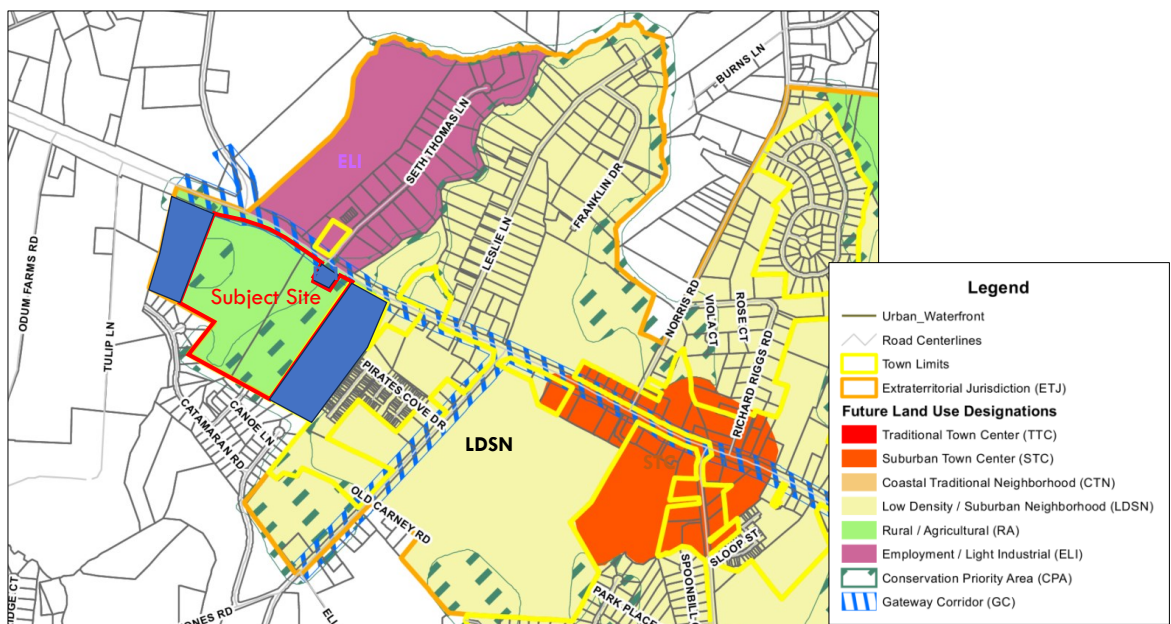 BURNS LN
SETH THOMAS LN
ELI
FRANKLIN DR
LESLIE LN
ODUM FARMS RD
TULIP LN
Subject Site
NORRIS RD
VIOLA CT
ROSE CT
RICHARD RIGGS RD
PIRATES COVE DR
CANOE LN
CATAMARAN RD
LDSN
STC
OLD CARNEY RD
SLOOP ST
SPOONBILL
PARK PLACE
ONES RD
ELI
IDGE CT
Legend
Urban_Waterfront
Road Centerlines
Town Limits
Extraterritorial Jurisdiction (ETJ)
Future Land Use Designations
Traditional Town Center (TTC)
Suburban Town Center (STC)
Coastal Traditional Neighborhood (CTN)
Low Density / Suburban Neighborhood (LDSN)
Rural / Agricultural (RA)
Employment / Light Industrial (ELI)
Conservation Priority Area (CPA)
Gateway Corridor (GC)